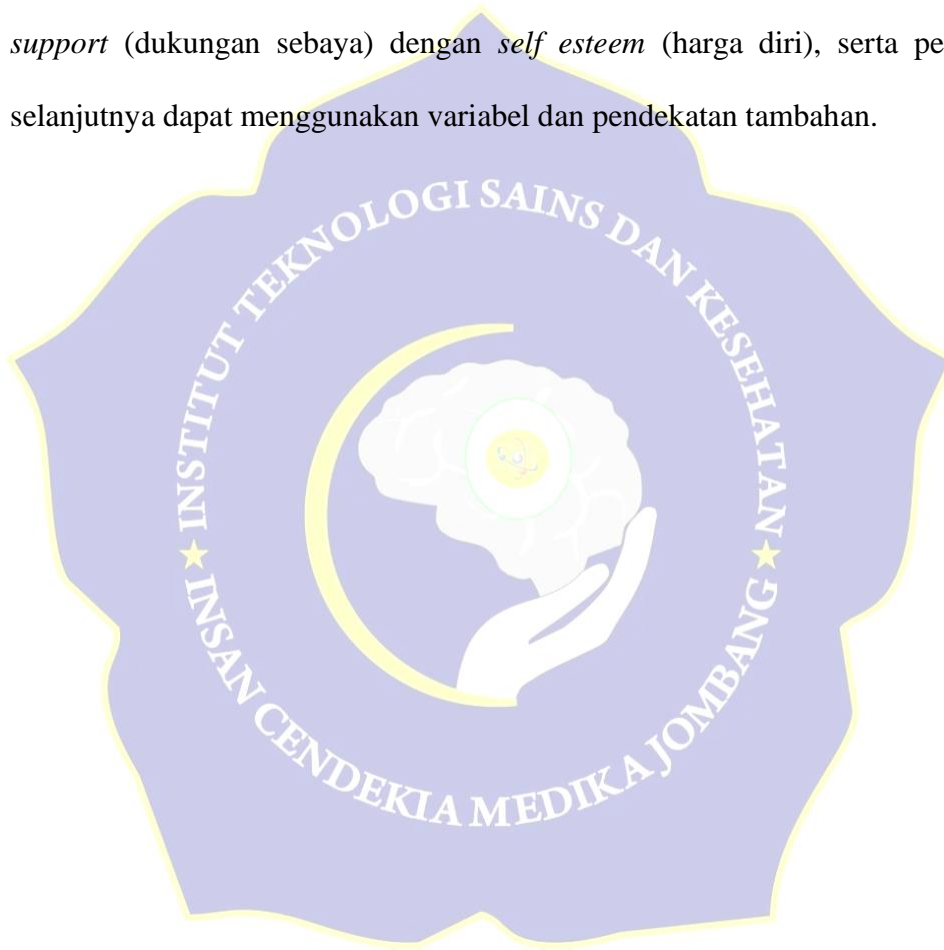 support (dukungan sebaya) dengan self esteem (harga diri), serta pe
selanjutnya dapat menggunakan variabel dan pendekatan tambahan.
INSTITUT TEKNOLOGI SAINS DAN KESEHATAN
INSAN CENDEKIA MEDIKA JOMBANG